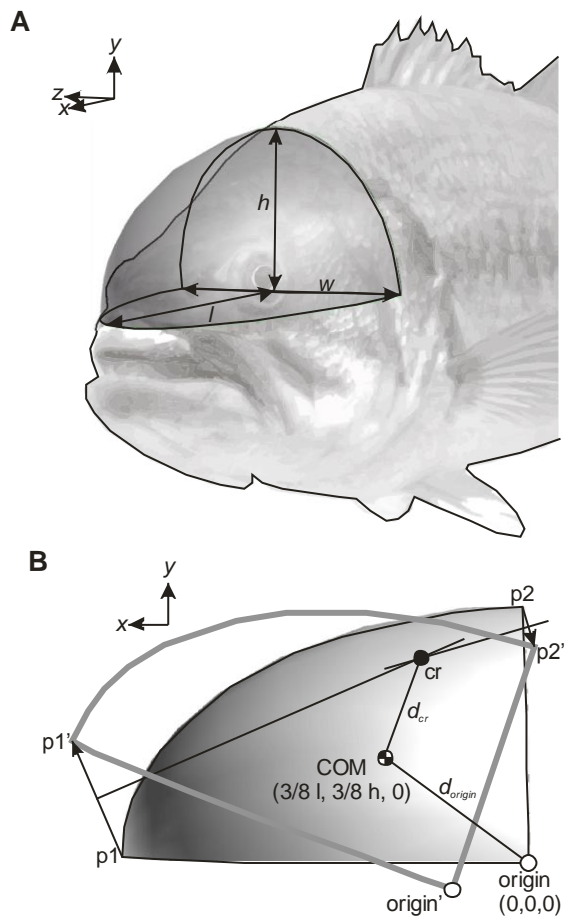 A
y
z
x
h
w
l
B
y
x
p2
p2'
cr
d_cr
p1'
COM
(3/8 l, 3/8 h, 0)
d_origin
p1
origin
(0,0,0)
origin'